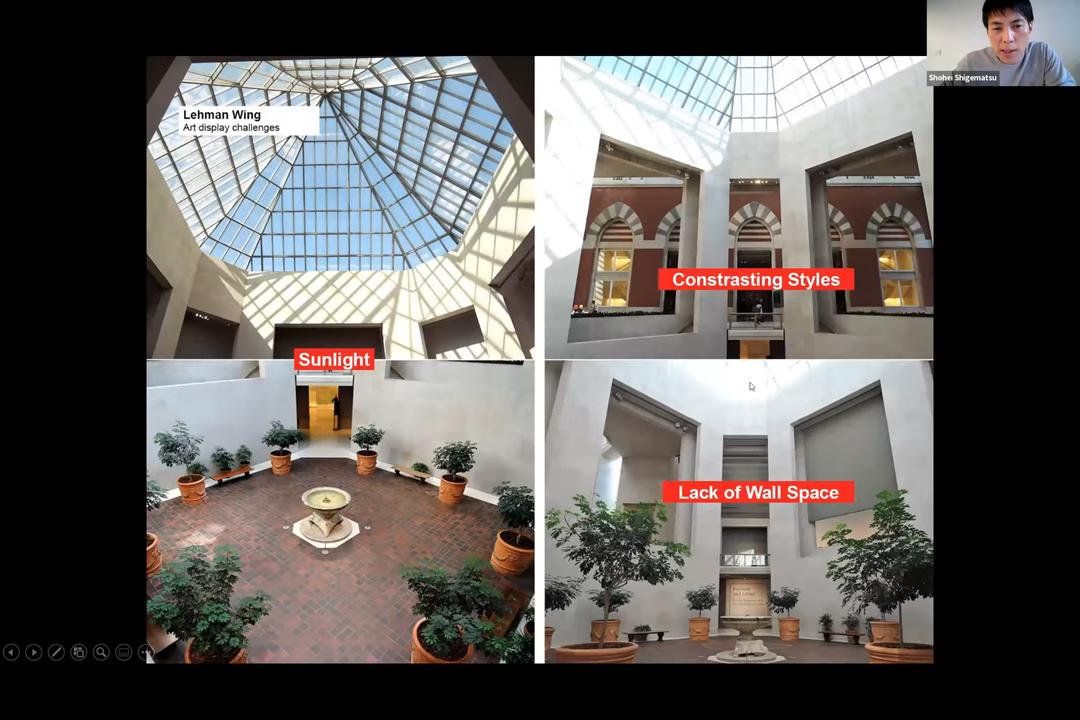 Shohei Shigematsu
Lehman Wing
Art display challenges
Constrasting Styles
Sunlight
Lack of Wall Space